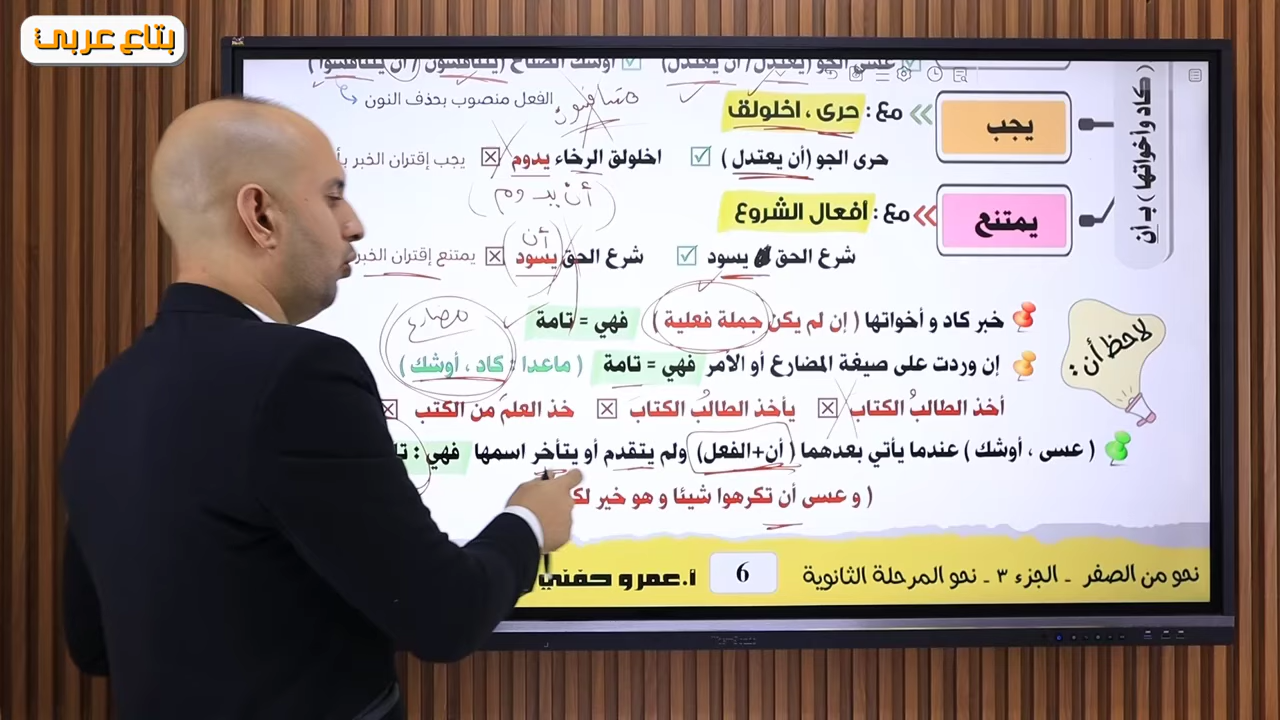 بتاع عربي
عسى الجو (يعتدل / أن يعتدل) أوشك الصناع (يتنافسون / أن يتنافسوا)
الفعل منصوب بحذف النون
كاد وأخواتها ) بـ أن
يجب
مع : حرى ، اخلولق
حرى الجو (أن يعتدل ) اخلولق الرخاء يدوم يجب إقتران الخبر
(أن يدوم)
يمتنع
مع : أفعال الشروع
أن
شرع الحق يسود شرع الحق يسود يمتنع إقتران الخبر
مضارع
لاحظ أن :
خبر كاد و أخواتها ( إن لم يكن جملة فعلية ) فهي = تامة
إن وردت على صيغة المضارع أو الأمر فهي = تامة ( ماعدا : كاد ، أوشك )
أخذ الطالبُ الكتاب يأخذ الطالبُ الكتاب خذ العلمَ من الكتب
( عسى ، أوشك ) عندما يأتي بعدهما ( أن+الفعل) ولم يتقدم أو يتأخر اسمها فهي :
( و عسى أن تكرهوا شيئا و هو خير
نحو من الصفر - الجزء ٣ - نحو المرحلة الثانوية 6 أ.عمرو حفني